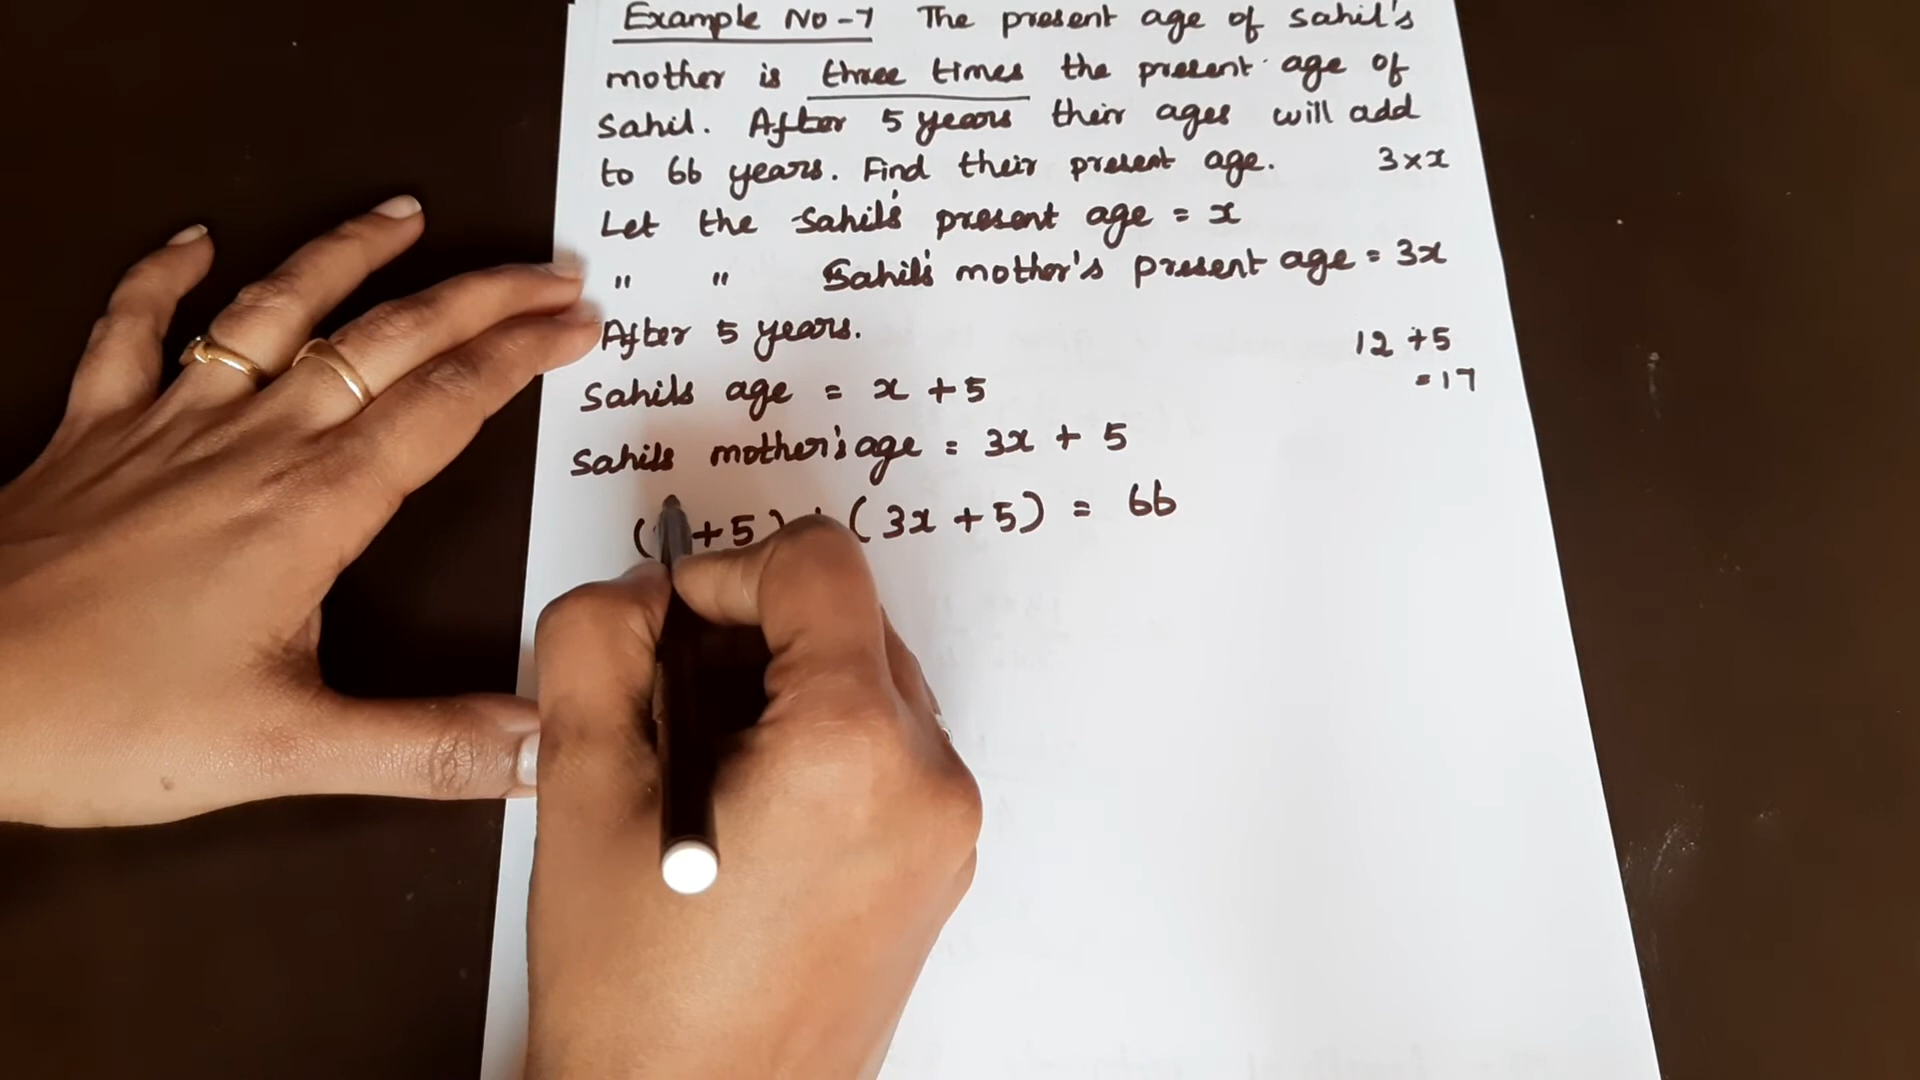 Example No-7 The present age of Sahil's
mother is three times the present age of
Sahil. After 5 years their ages will add
to 66 years. Find their present age. 3×x
Let the Sahil's present age = x
" " Sahil's mother's present age = 3x
After 5 years. 12 +5
= 17
Sahils age = x +5
Sahils mother's age = 3x + 5
( +5) + (3x +5) = 66